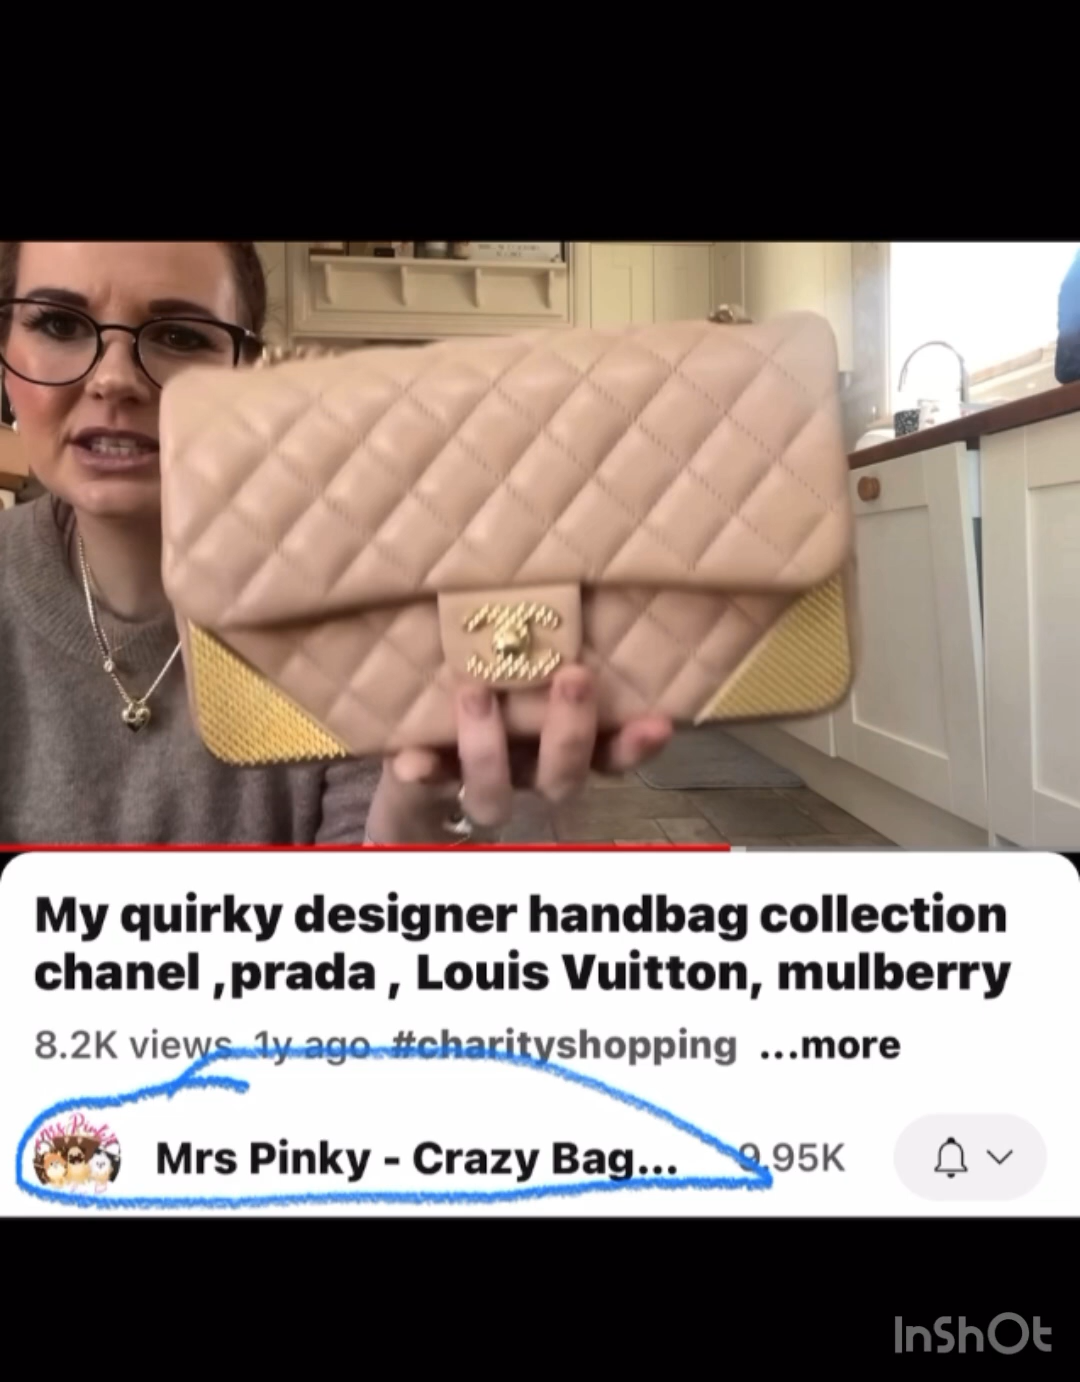 My quirky designer handbag collection
chanel ,prada , Louis Vuitton, mulberry
8.2K views 1y ago #charityshopping ...more
Mrs Pinky - Crazy Bag... 9.95K
InShOt